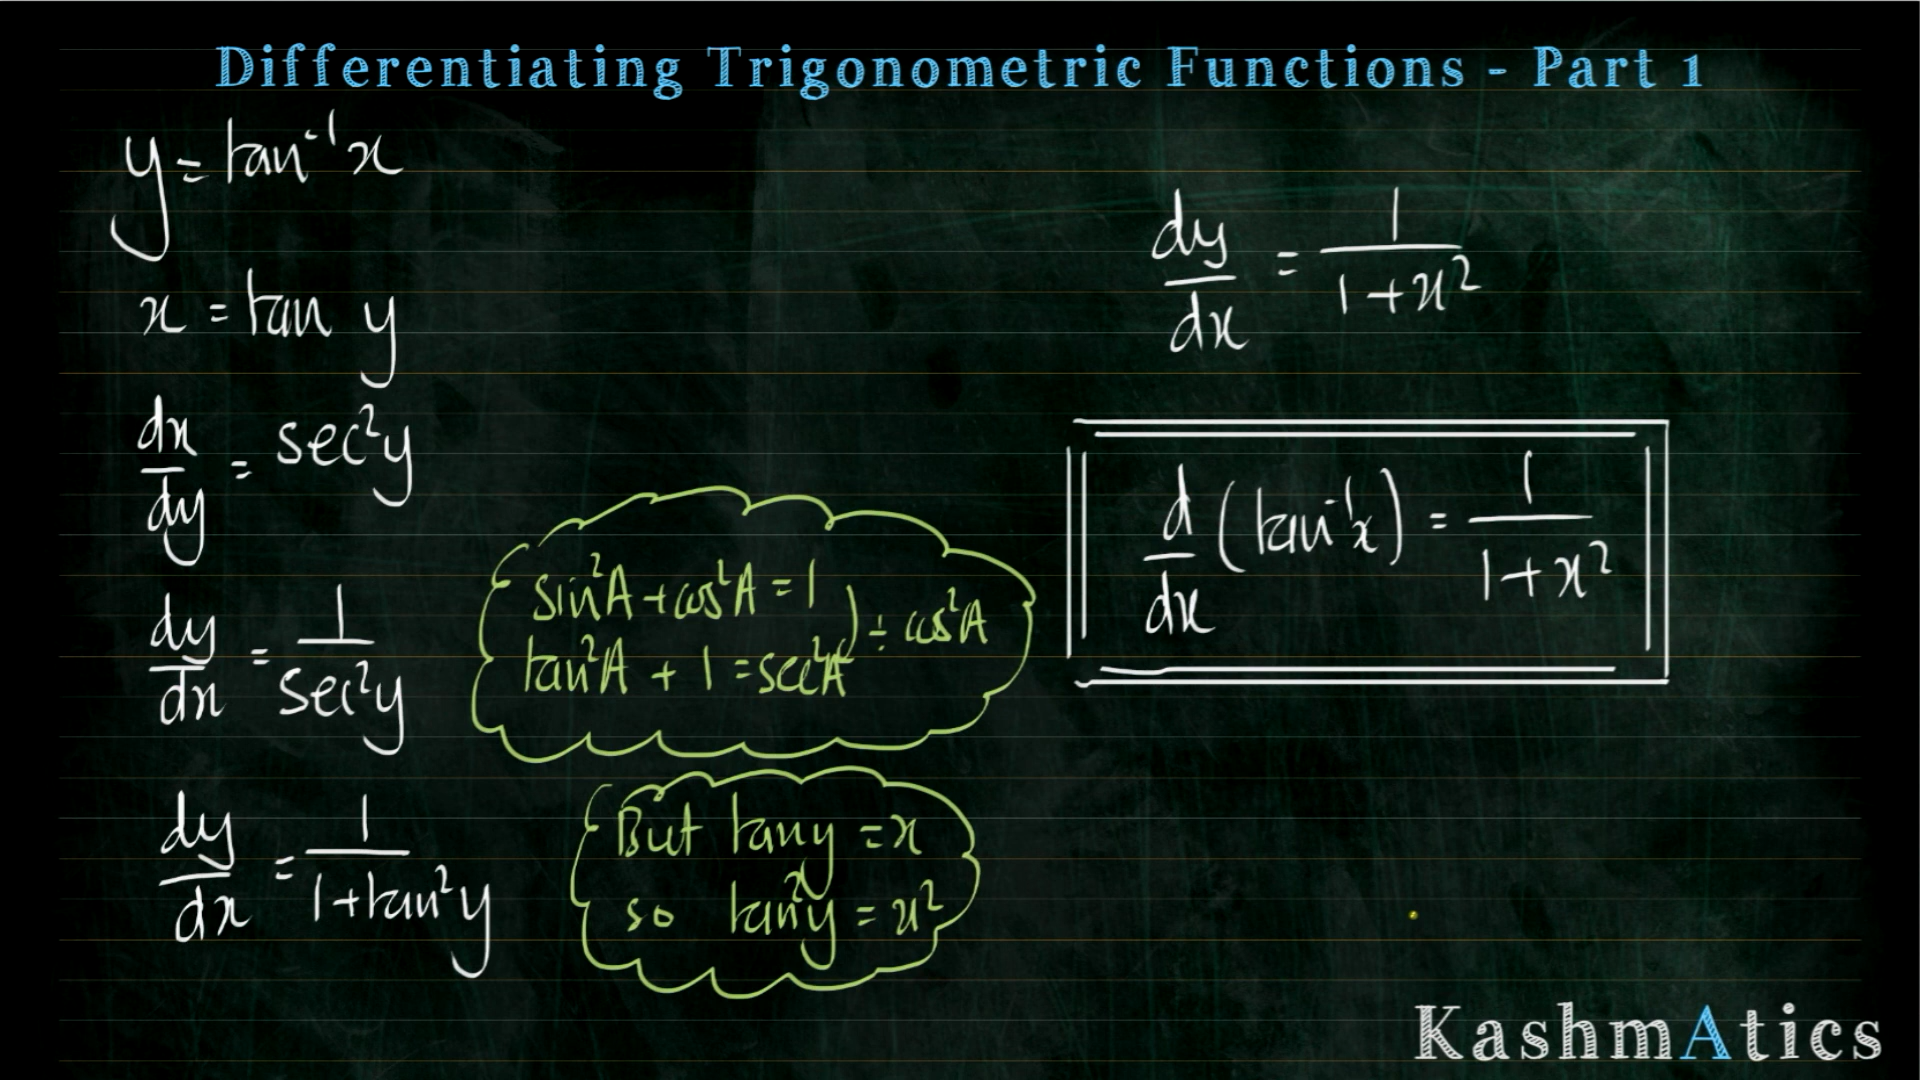 Differentiating Trigonometric Functions - Part 1
y = tan⁻¹x
x = tan y
dx/dy = sec²y
dy/dx = 1/sec²y
dy/dx = 1/1+tan²y
sin²A + cos²A = 1
tan²A + 1 = sec²A
) ÷ cos²A
But tany = x
so tan²y = x²
dy/dx = 1/1+x²
d/dx (tan⁻¹x) = 1/1+x²
KashmAtics